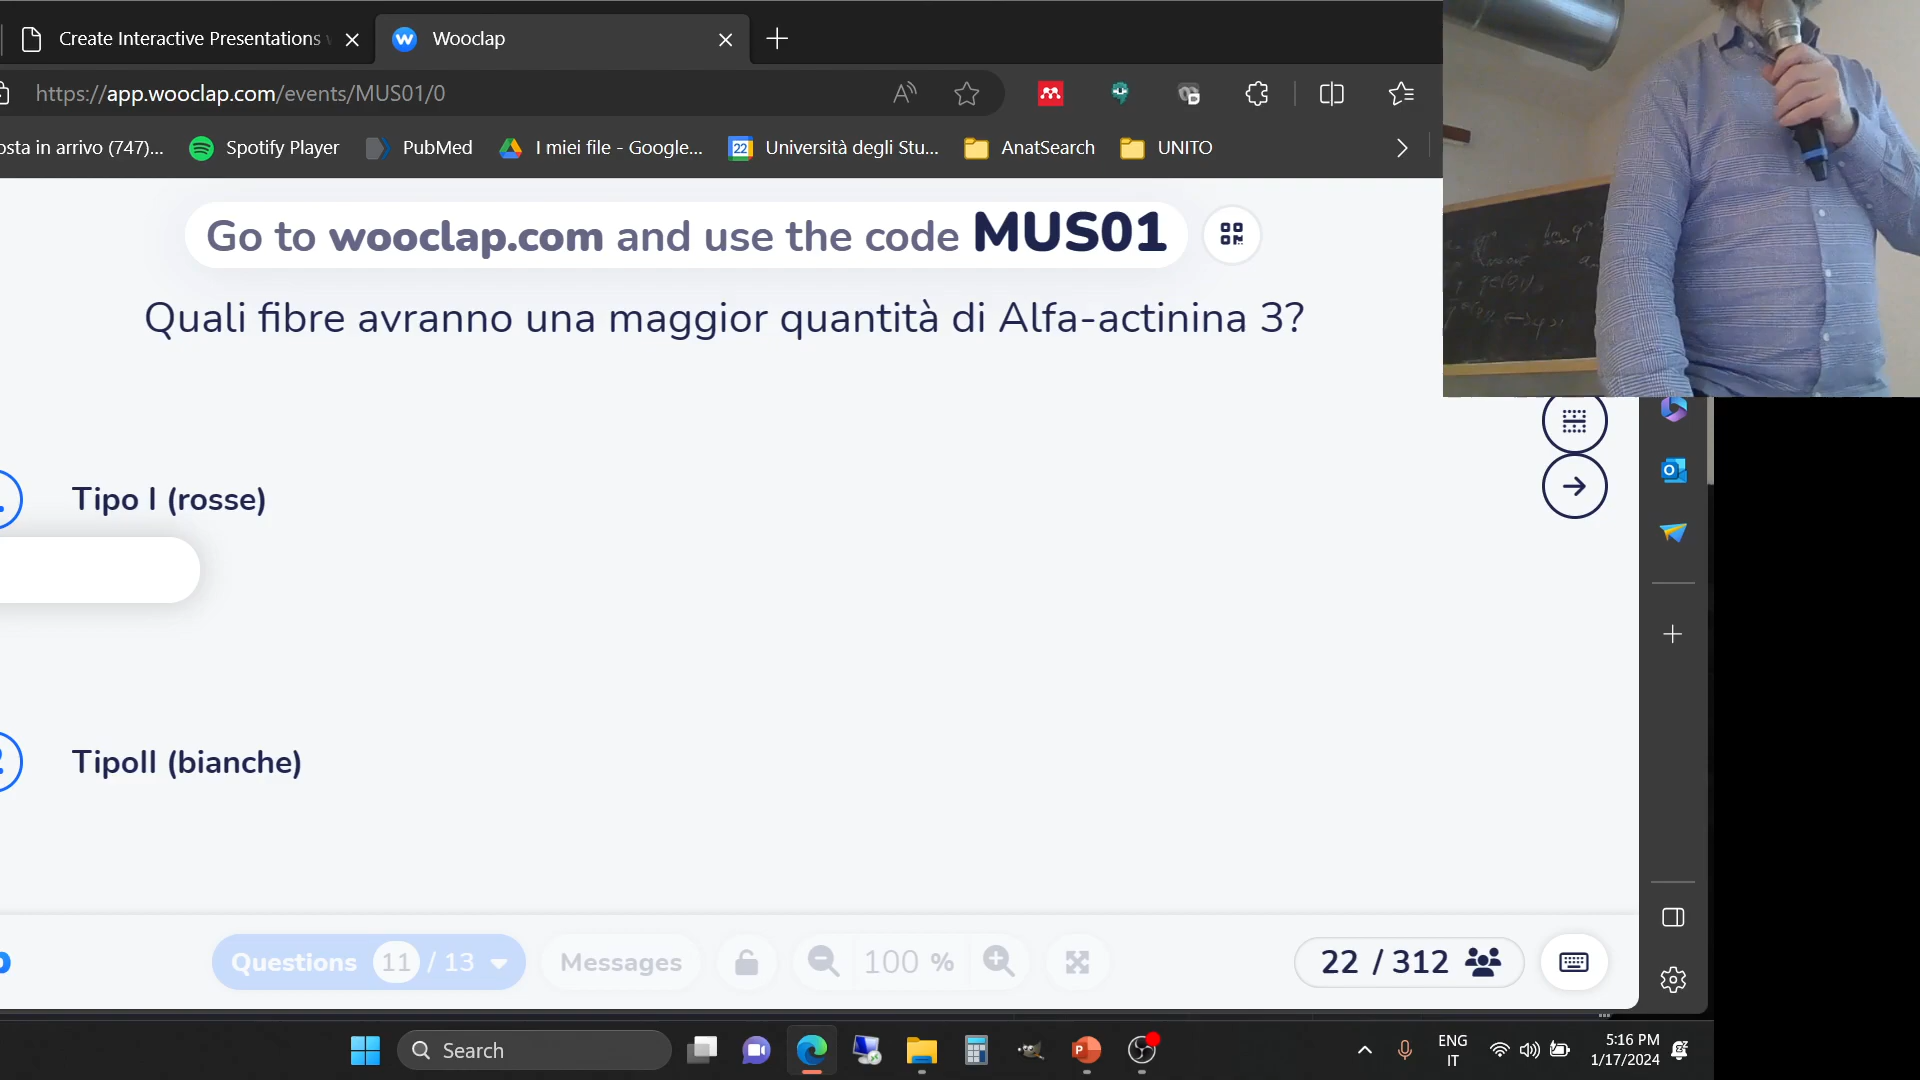 Create Interactive Presentations
Wooclap
https://app.wooclap.com/events/MUS01/0
osta in arrivo (747)...
Spotify Player
PubMed
I miei file - Google...
22
Università degli Stu...
AnatSearch
UNITO
Go to wooclap.com and use the code MUS01
Quali fibre avranno una maggior quantità di Alfa-actinina 3?
Tipo I (rosse)
TipoII (bianche)
Questions 11 / 13
Messages
100 %
22 / 312
Search
ENG
IT
5:16 PM
1/17/2024